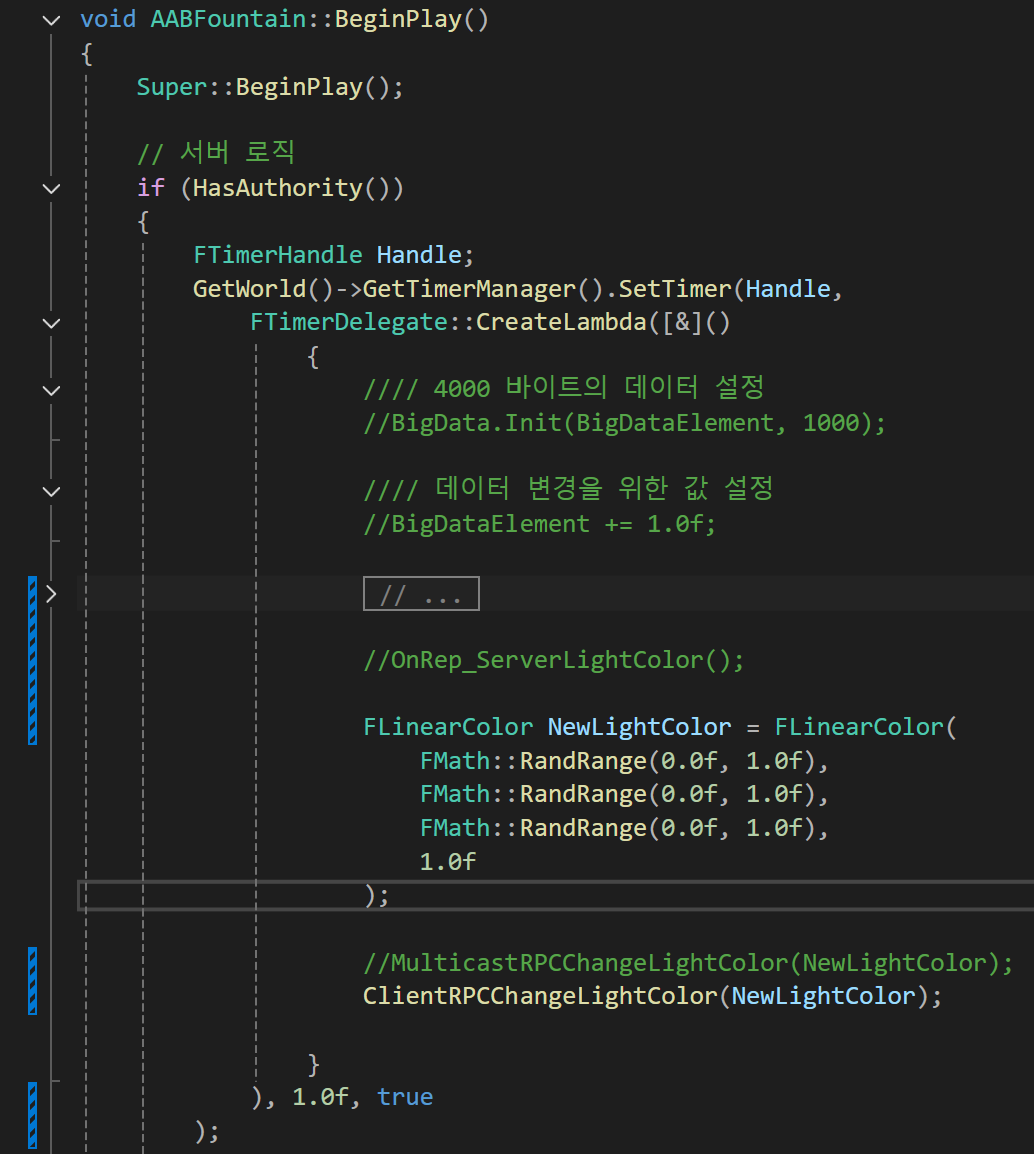 void AABFountain::BeginPlay()
{
Super::BeginPlay();
// 서버 로직
if (HasAuthority())
{
FTimerHandle Handle;
GetWorld()->GetTimerManager().SetTimer(Handle,
FTimerDelegate::CreateLambda([&]()
{
//// 4000 바이트의 데이터 설정
//BigData.Init(BigDataElement, 1000);
//// 데이터 변경을 위한 값 설정
//BigDataElement += 1.0f;
// ...
//OnRep_ServerLightColor();
FLinearColor NewLightColor = FLinearColor(
FMath::RandRange(0.0f, 1.0f),
FMath::RandRange(0.0f, 1.0f),
FMath::RandRange(0.0f, 1.0f),
1.0f
);
//MulticastRPCChangeLightColor(NewLightColor);
ClientRPCChangeLightColor(NewLightColor);
}
), 1.0f, true
);